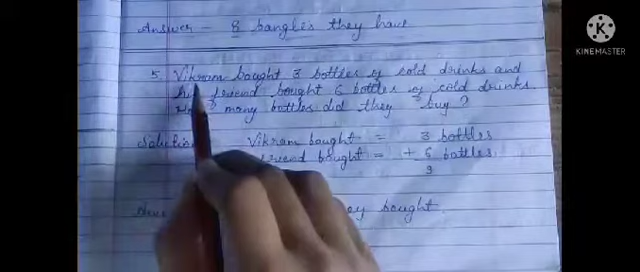 Answer - 8 bangles they have
5. Vikram bought 3 bottles of cold drinks and
his friend bought 6 bottles of cold drinks.
many bottles did they buy ?
Solution Vikram bought = 3 bottles
friend bought = + 6 bottles
9
they bought
KINEMASTER